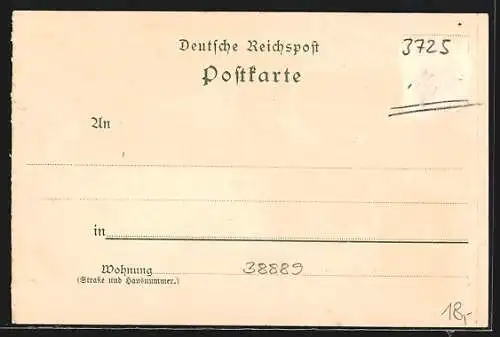 Deutsche Reichspost
3725
Postkarte
An
in
Wohnung 38889
(Straße und Hausnummer.)
18,-